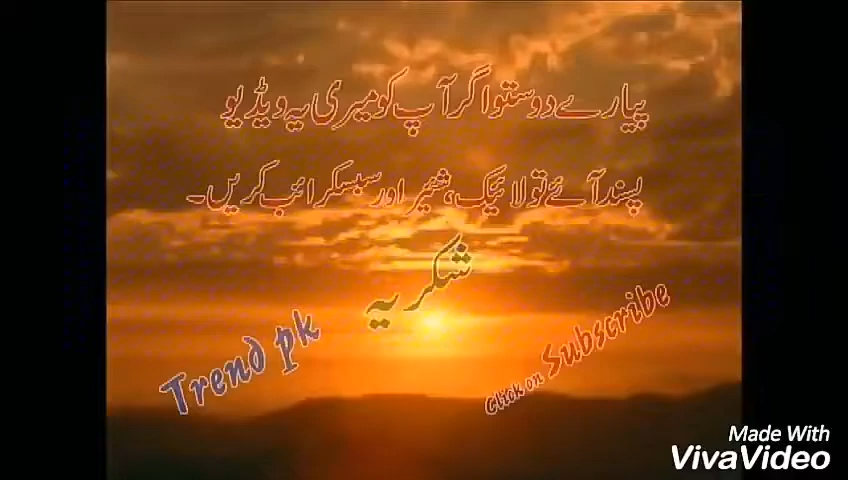 پیارے دوستو اگر آپ کو میری یہ ویڈیو
پسند آئے تو لائیک، شئیر اور سبسکرائب کریں۔
شکریہ
Trend pk
Click on Subscribe
Made With
VivaVideo